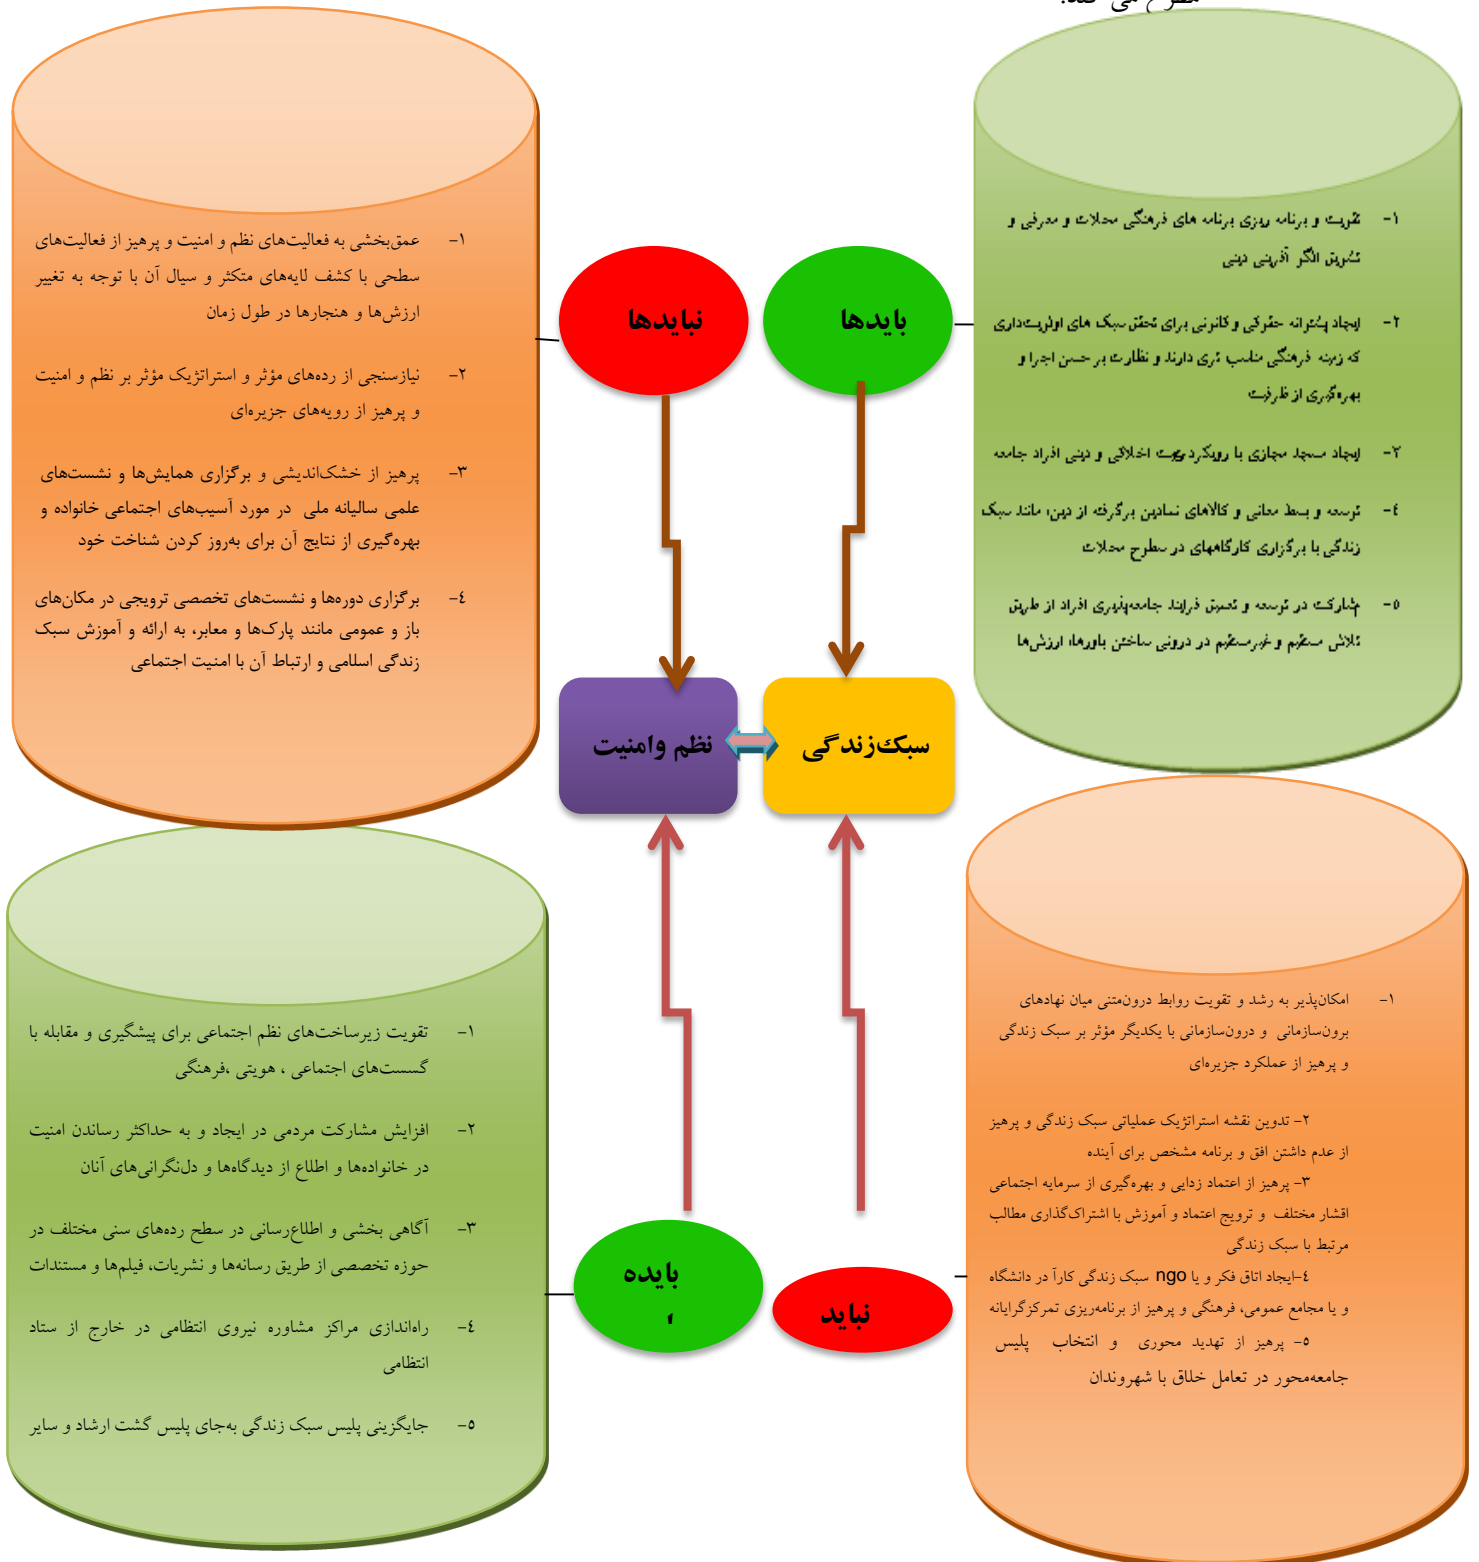 نبایدها
بایدها
۱- تقویت و برنامه ریزی برنامه های فرهنگی محلات و معرفی و
تشویق الگو آفرینی دینی
۲- ایجاد پشتوانه حقوقی و قانونی برای تحقق سبک های اولویت‌داری
که زمینه فرهنگی مناسب تری دارند و نظارت بر حسن اجرا و
بهره‌گیری از ظرفیت
۳- ایجاد مسجد مجازی با رویکرد تربیت اخلاقی و دینی افراد جامعه
٤- توسعه و بسط معانی و کالاهای نمادین برگرفته از دین، مانند سبک
زندگی با برگزاری کارگاههای در سطوح محلات
٥- مشارکت در توسعه و تعمیق فرایند جامعه‌پذیری افراد از طریق
تلاش مستقیم و غیرمستقیم در درونی ساختن باورها، ارزش‌ها
۱- عمق‌بخشی به فعالیت‌های نظم و امنیت و پرهیز از فعالیت‌های
سطحی با کشف لایه‌های متکثر و سیال آن با توجه به تغییر
ارزش‌ها و هنجارها در طول زمان
۲- نیازسنجی از رده‌های مؤثر و استراتژیک مؤثر بر نظم و امنیت
و پرهیز از رویه‌های جزیره‌ای
۳- پرهیز از خشک‌اندیشی و برگزاری همایش‌ها و نشست‌های
علمی سالیانه ملی در مورد آسیب‌های اجتماعی خانواده و
بهره‌گیری از نتایج آن برای به‌روز کردن شناخت خود
٤- برگزاری دوره‌ها و نشست‌های تخصصی ترویجی در مکان‌های
باز و عمومی مانند پارک‌ها و معابر، به ارائه و آموزش سبک
زندگی اسلامی و ارتباط آن با امنیت اجتماعی
سبک‌زندگی
نظم وامنیت
۱- امکان‌پذیر به رشد و تقویت روابط درون‌متنی میان نهادهای
برون‌سازمانی و درون‌سازمانی با یکدیگر مؤثر بر سبک زندگی
و پرهیز از عملکرد جزیره‌ای
۲- تدوین نقشه استراتژیک عملیاتی سبک زندگی و پرهیز
از عدم داشتن افق و برنامه مشخص برای آینده
۳- پرهیز از اعتماد زدایی و بهره‌گیری از سرمایه اجتماعی
اقشار مختلف و ترویج اعتماد و آموزش با اشتراک‌گذاری مطالب
مرتبط با سبک زندگی
٤-ایجاد اتاق فکر و یا ngo سبک زندگی کارآ در دانشگاه
و یا مجامع عمومی، فرهنگی و پرهیز از برنامه‌ریزی تمرکزگرایانه
٥- پرهیز از تهدید محوری و انتخاب پلیس
جامعه‌محور در تعامل خلاق با شهروندان
نباید
بایده
۱- تقویت زیرساخت‌های نظم اجتماعی برای پیشگیری و مقابله با
گسست‌های اجتماعی ، هویتی ،فرهنگی
۲- افزایش مشارکت مردمی در ایجاد و به حداکثر رساندن امنیت
در خانواده‌ها و اطلاع از دیدگاه‌ها و دل‌نگرانی‌های آنان
۳- آگاهی بخشی و اطلاع‌رسانی در سطح رده‌های سنی مختلف در
حوزه تخصصی از طریق رسانه‌ها و نشریات، فیلم‌ها و مستندات
٤- راه‌اندازی مراکز مشاوره نیروی انتظامی در خارج از ستاد
انتظامی
٥- جایگزینی پلیس سبک زندگی به‌جای پلیس گشت ارشاد و سایر